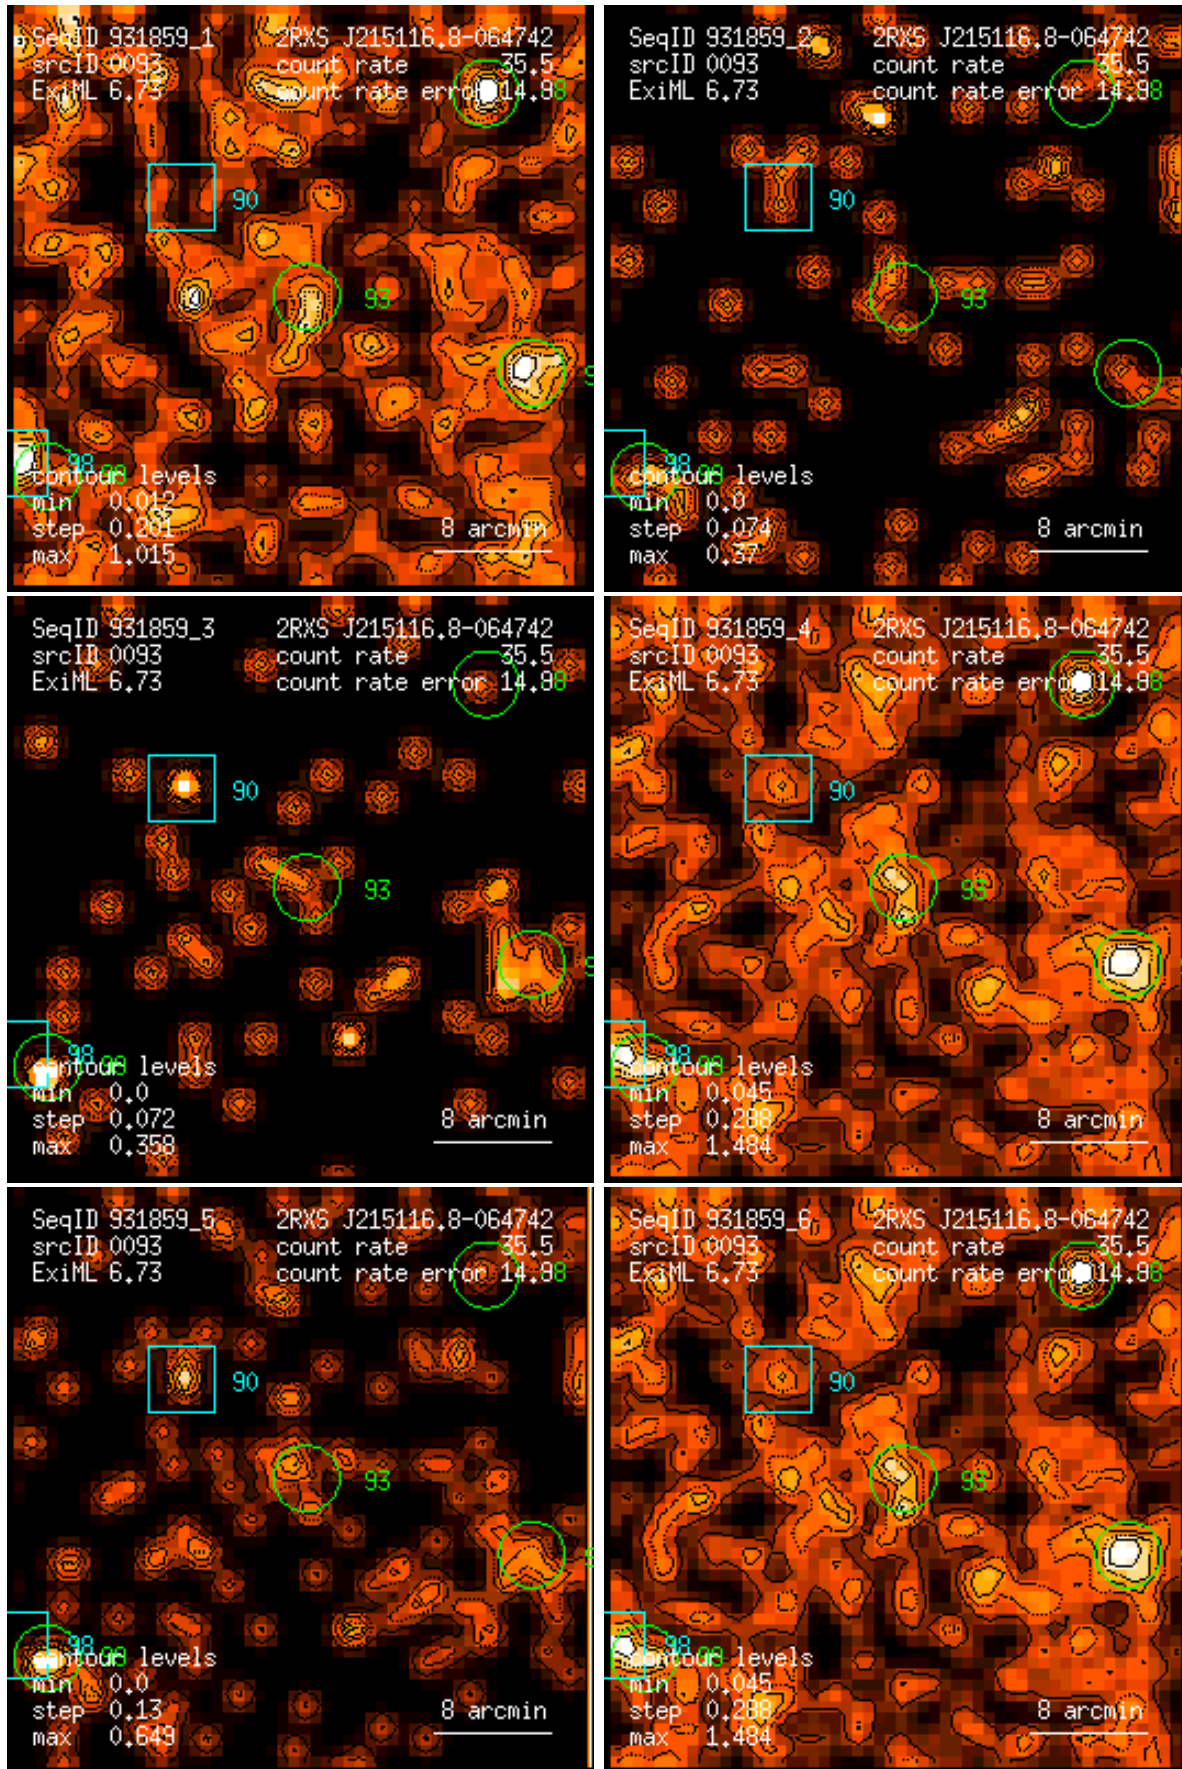 SeqID 931859_1 2RXS J215116.8-064742
srcID 0093 count rate 35.5
ExiML 6.73 count rate error 14.98
90
93
98
contour levels
min 0.012
step 0.201
max 1.015
8 arcmin
SeqID 931859_2 2RXS J215116.8-064742
srcID 0093 count rate 35.5
ExiML 6.73 count rate error 14.98
90
93
98
contour levels
min 0.0
step 0.074
max 0.37
8 arcmin
SeqID 931859_3 2RXS J215116.8-064742
srcID 0093 count rate 35.5
ExiML 6.73 count rate error 14.98
90
93
98
contour levels
min 0.0
step 0.072
max 0.358
8 arcmin
SeqID 931859_4 2RXS J215116.8-064742
srcID 0093 count rate 35.5
ExiML 6.73 count rate error 14.98
90
93
98
contour levels
min 0.045
step 0.288
max 1.484
8 arcmin
SeqID 931859_5 2RXS J215116.8-064742
srcID 0093 count rate 35.5
ExiML 6.73 count rate error 14.98
90
93
98
contour levels
min 0.0
step 0.13
max 0.649
8 arcmin
SeqID 931859_6 2RXS J215116.8-064742
srcID 0093 count rate 35.5
ExiML 6.73 count rate error 14.98
90
93
98
contour levels
min 0.045
step 0.288
max 1.484
8 arcmin